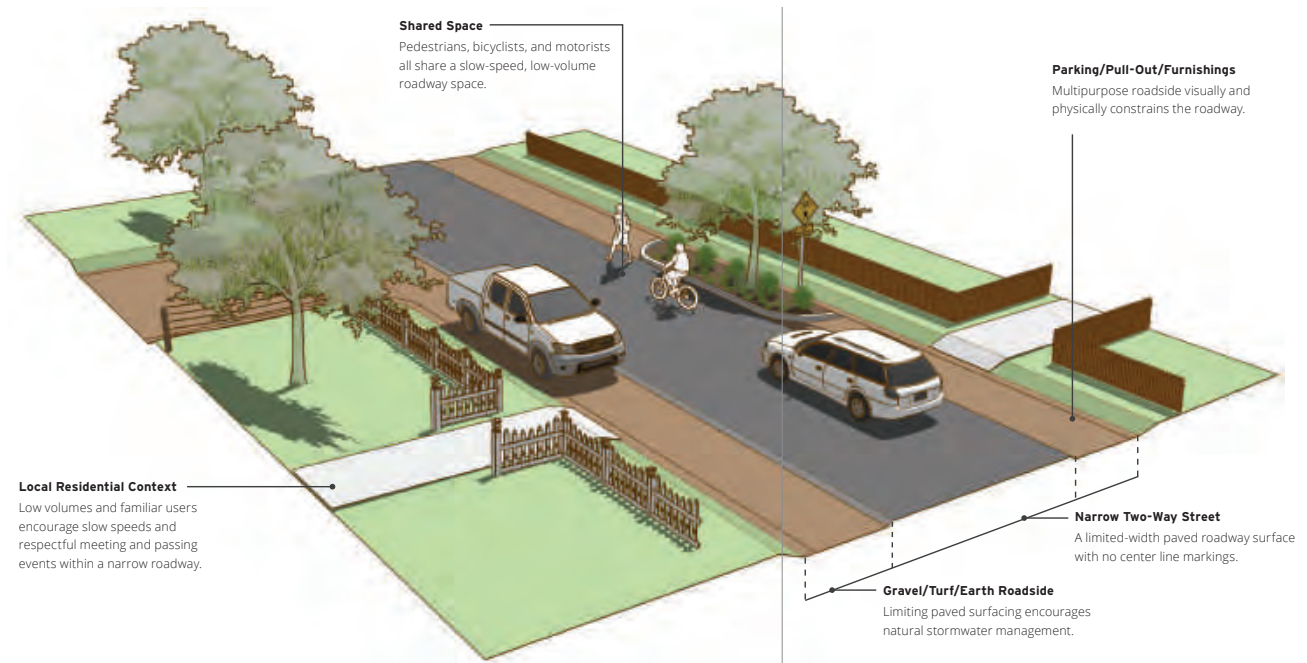 Shared Space
Pedestrians, bicyclists, and motorists
all share a slow-speed, low-volume
roadway space.
Parking/Pull-Out/Furnishings
Multipurpose roadside visually and
physically constrains the roadway.
Local Residential Context
Low volumes and familiar users
encourage slow speeds and
respectful meeting and passing
events within a narrow roadway.
Narrow Two-Way Street
A limited-width paved roadway surface
with no center line markings.
Gravel/Turf/Earth Roadside
Limiting paved surfacing encourages
natural stormwater management.